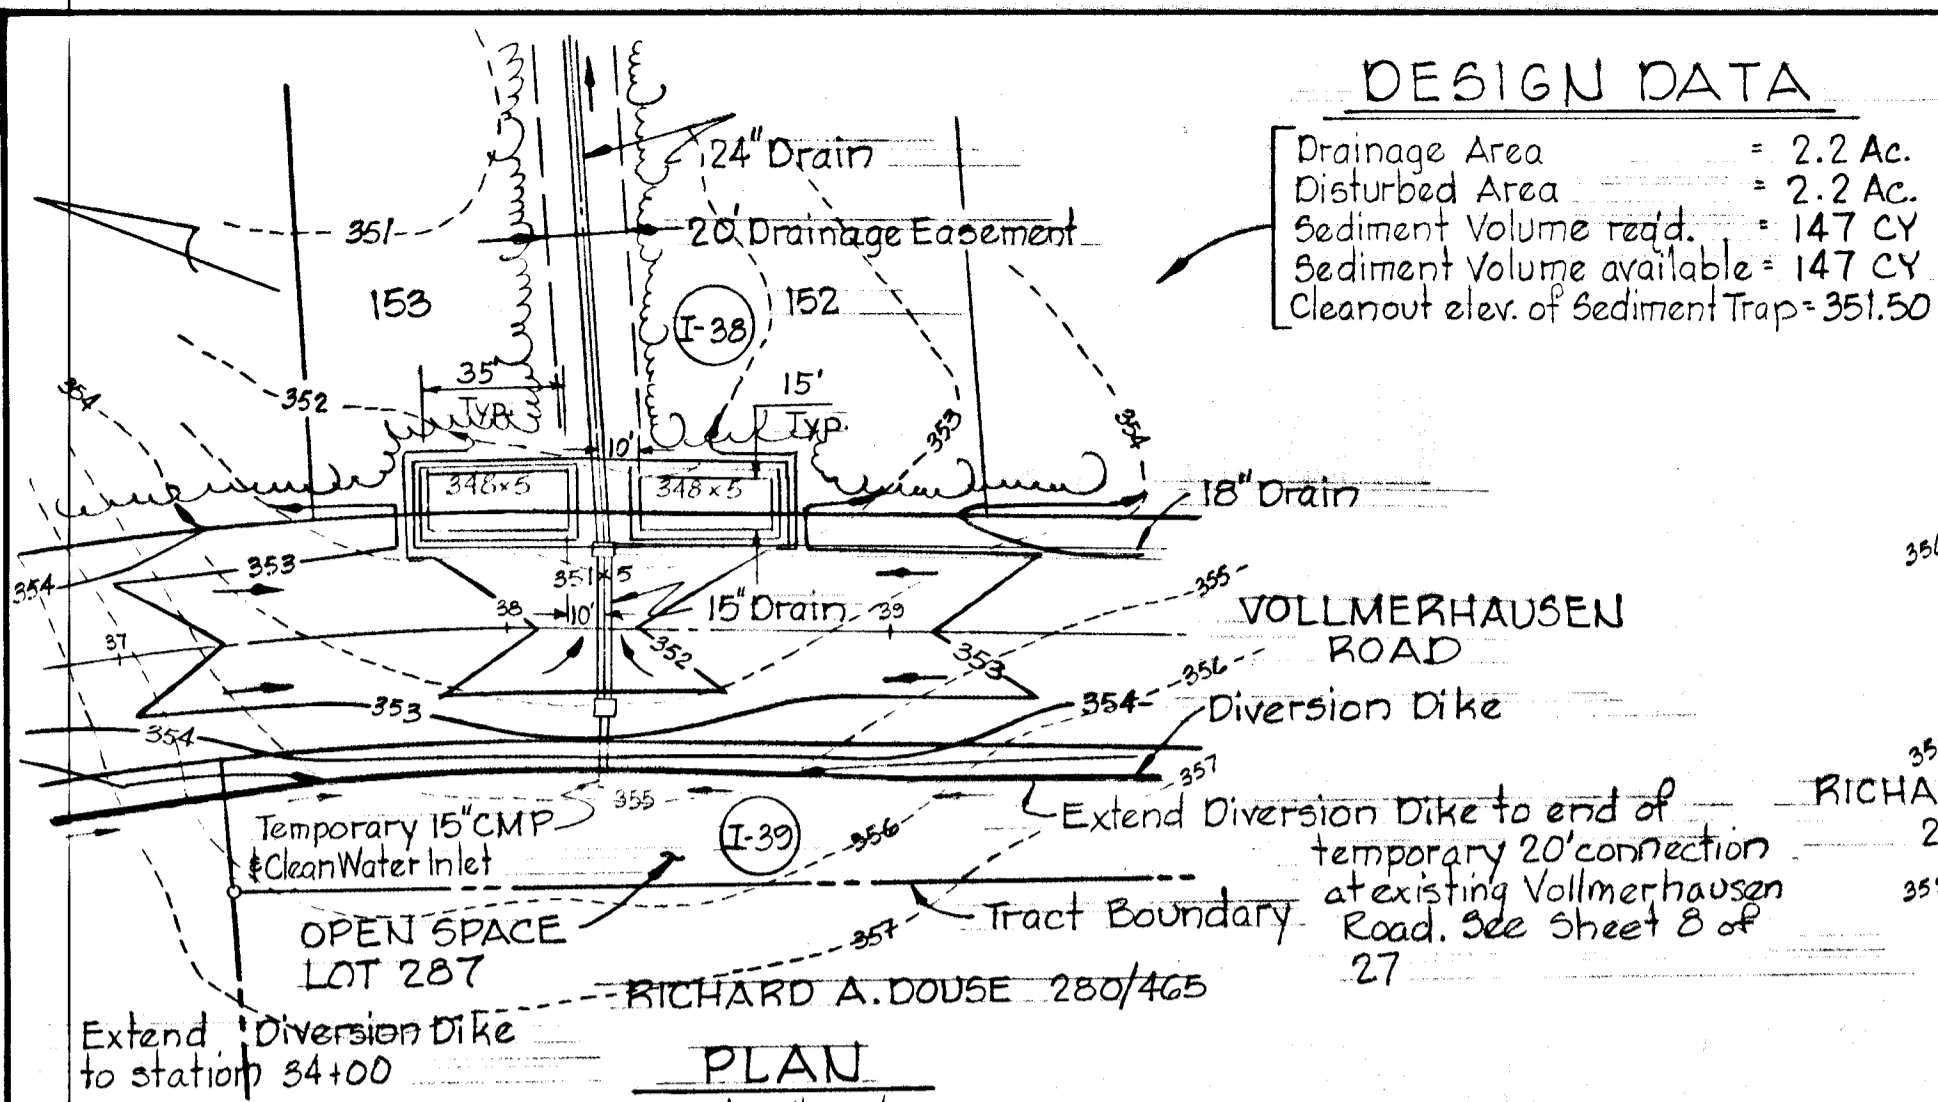 DESIGN DATA
Drainage Area = 2.2 Ac.
Disturbed Area = 2.2 Ac.
Sediment Volume req'd. = 147 CY
Sediment Volume available = 147 CY
Cleanout elev. of Sediment Trap = 351.50
24" Drain
351
20' Drainage Easement
153
I-38
152
35'
Typ.
15'
Typ.
354
352
10'
353
354
348x5
348x5
18" Drain
353
354
351x5
355
38
10'
15" Drain
39
VOLLMERHAUSEN
ROAD
37
352
353
356
353
354
Diversion Dike
354
357
355
Temporary 15" CMP
& Clean Water Inlet
I-39
356
Extend Diversion Dike to end of
temporary 20' connection
at existing Vollmerhausen
Road. See Sheet 8 of
27
RICHA
2
OPEN SPACE
LOT 287
Tract Boundary
357
RICHARD A. DOUSE 280/465
Extend Diversion Dike
to station 34+00
PLAN